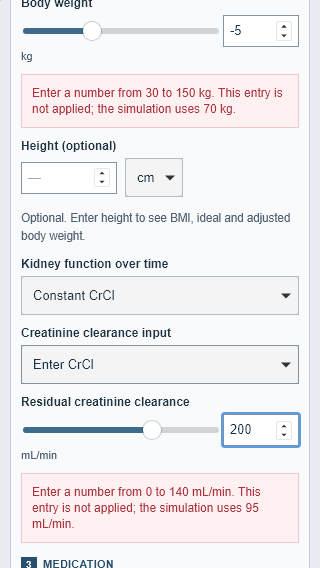 Body weight
-5
kg
Enter a number from 30 to 150 kg. This entry is
not applied; the simulation uses 70 kg.
Height (optional)
—
cm
Optional. Enter height to see BMI, ideal and adjusted
body weight.
Kidney function over time
Constant CrCl
Creatinine clearance input
Enter CrCl
Residual creatinine clearance
200
mL/min
Enter a number from 0 to 140 mL/min. This
entry is not applied; the simulation uses 95
mL/min.
3 MEDICATION